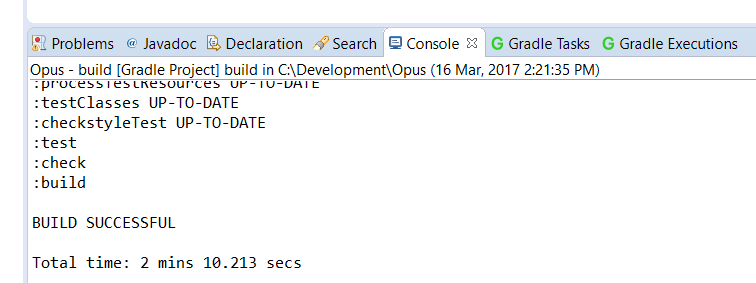 Problems @ Javadoc Declaration Search Console G Gradle Tasks G Gradle Executions
Opus - build [Gradle Project] build in C:\Development\Opus (16 Mar, 2017 2:21:35 PM)
:processTestResources UP-TO-DATE
:testClasses UP-TO-DATE
:checkstyleTest UP-TO-DATE
:test
:check
:build
BUILD SUCCESSFUL
Total time: 2 mins 10.213 secs